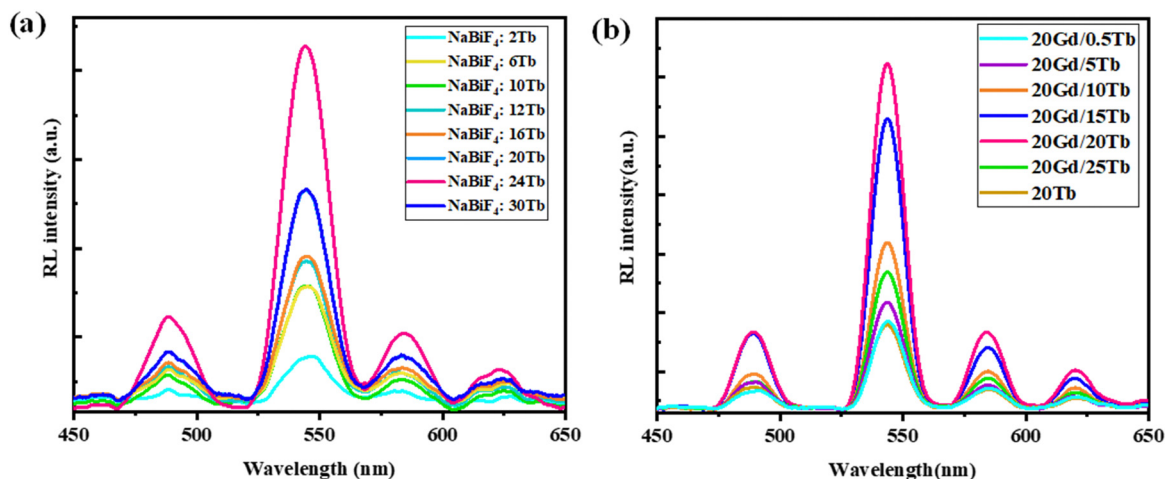 (a)
NaBiF₄: 2Tb
NaBiF₄: 6Tb
NaBiF₄: 10Tb
NaBiF₄: 12Tb
NaBiF₄: 16Tb
NaBiF₄: 20Tb
NaBiF₄: 24Tb
NaBiF₄: 30Tb
RL intensity (a.u.)
450 500 550 600 650
Wavelength (nm)
(b)
20Gd/0.5Tb
20Gd/5Tb
20Gd/10Tb
20Gd/15Tb
20Gd/20Tb
20Gd/25Tb
20Tb
RL intensity(a.u.)
450 500 550 600 650
Wavelength(nm)